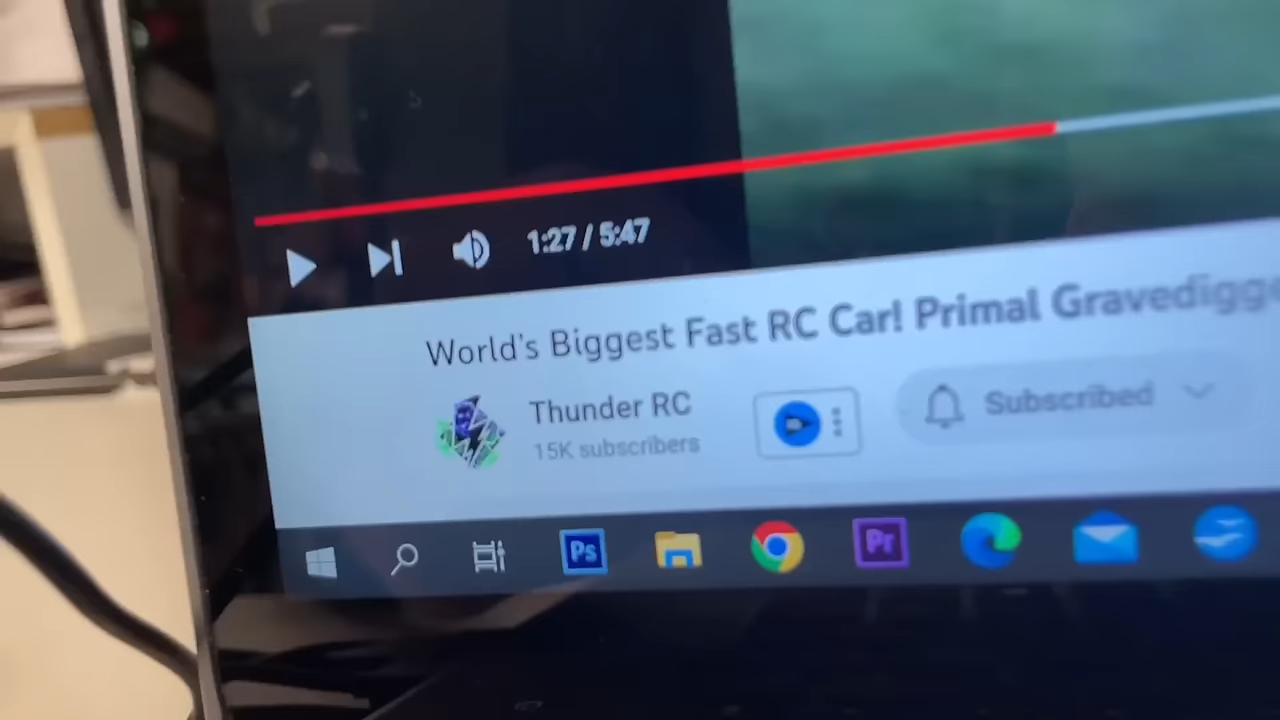 1:27 / 5:47
World's Biggest Fast RC Car! Primal
Thunder RC
15K subscribers
Subscribed
Ps
Pr